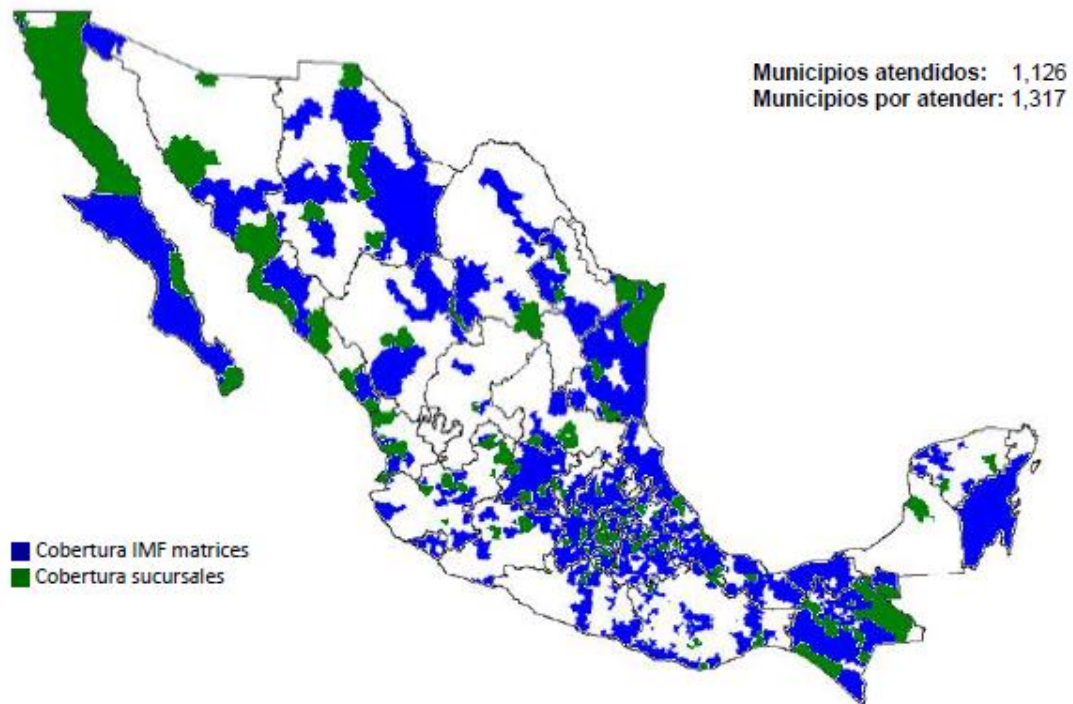 Municipios atendidos: 1,126
Municipios por atender: 1,317
Cobertura IMF matrices
Cobertura sucursales